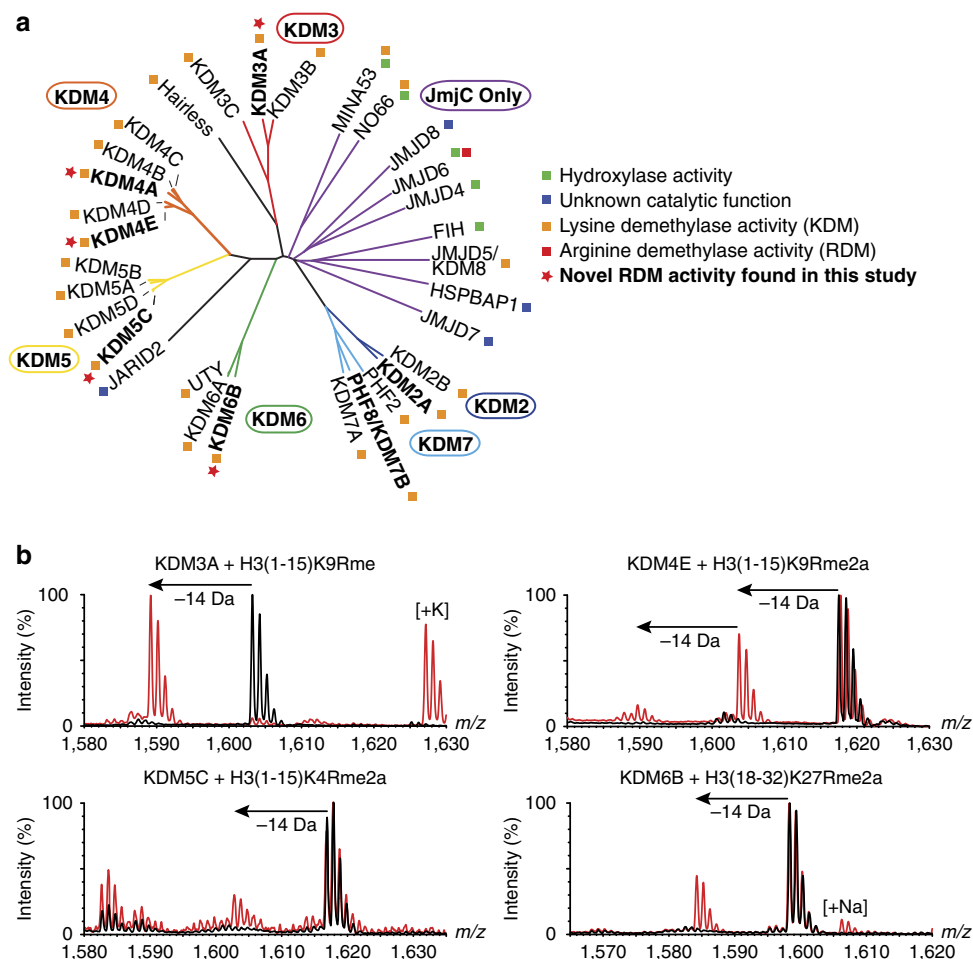 a
KDM3
KDM3A
KDM3B
KDM3C
Hairless
KDM4
KDM4C
KDM4B
KDM4A
KDM4D
KDM4E
KDM5B
KDM5A
KDM5D
KDM5C
KDM5
JARID2
UTY
KDM6A
KDM6B
KDM6
KDM7A
PHF8/KDM7B
PHF2
KDM2A
KDM2B
KDM2
KDM7
MINA53
NO66
JmjC Only
JMJD8
JMJD6
JMJD4
FIH
JMJD5/
KDM8
HSPBAP1
JMJD7
Hydroxylase activity
Unknown catalytic function
Lysine demethylase activity (KDM)
Arginine demethylase activity (RDM)
Novel RDM activity found in this study
b
KDM3A + H3(1-15)K9Rme
100
–14 Da
[+K]
Intensity (%)
0
m/z
1,580 1,590 1,600 1,610 1,620 1,630
KDM4E + H3(1-15)K9Rme2a
100
–14 Da
–14 Da
Intensity (%)
0
m/z
1,580 1,590 1,600 1,610 1,620 1,630
KDM5C + H3(1-15)K4Rme2a
100
–14 Da
Intensity (%)
0
m/z
1,580 1,590 1,600 1,610 1,620 1,630
KDM6B + H3(18-32)K27Rme2a
100
–14 Da
[+Na]
Intensity (%)
0
m/z
1,570 1,580 1,590 1,600 1,610 1,620